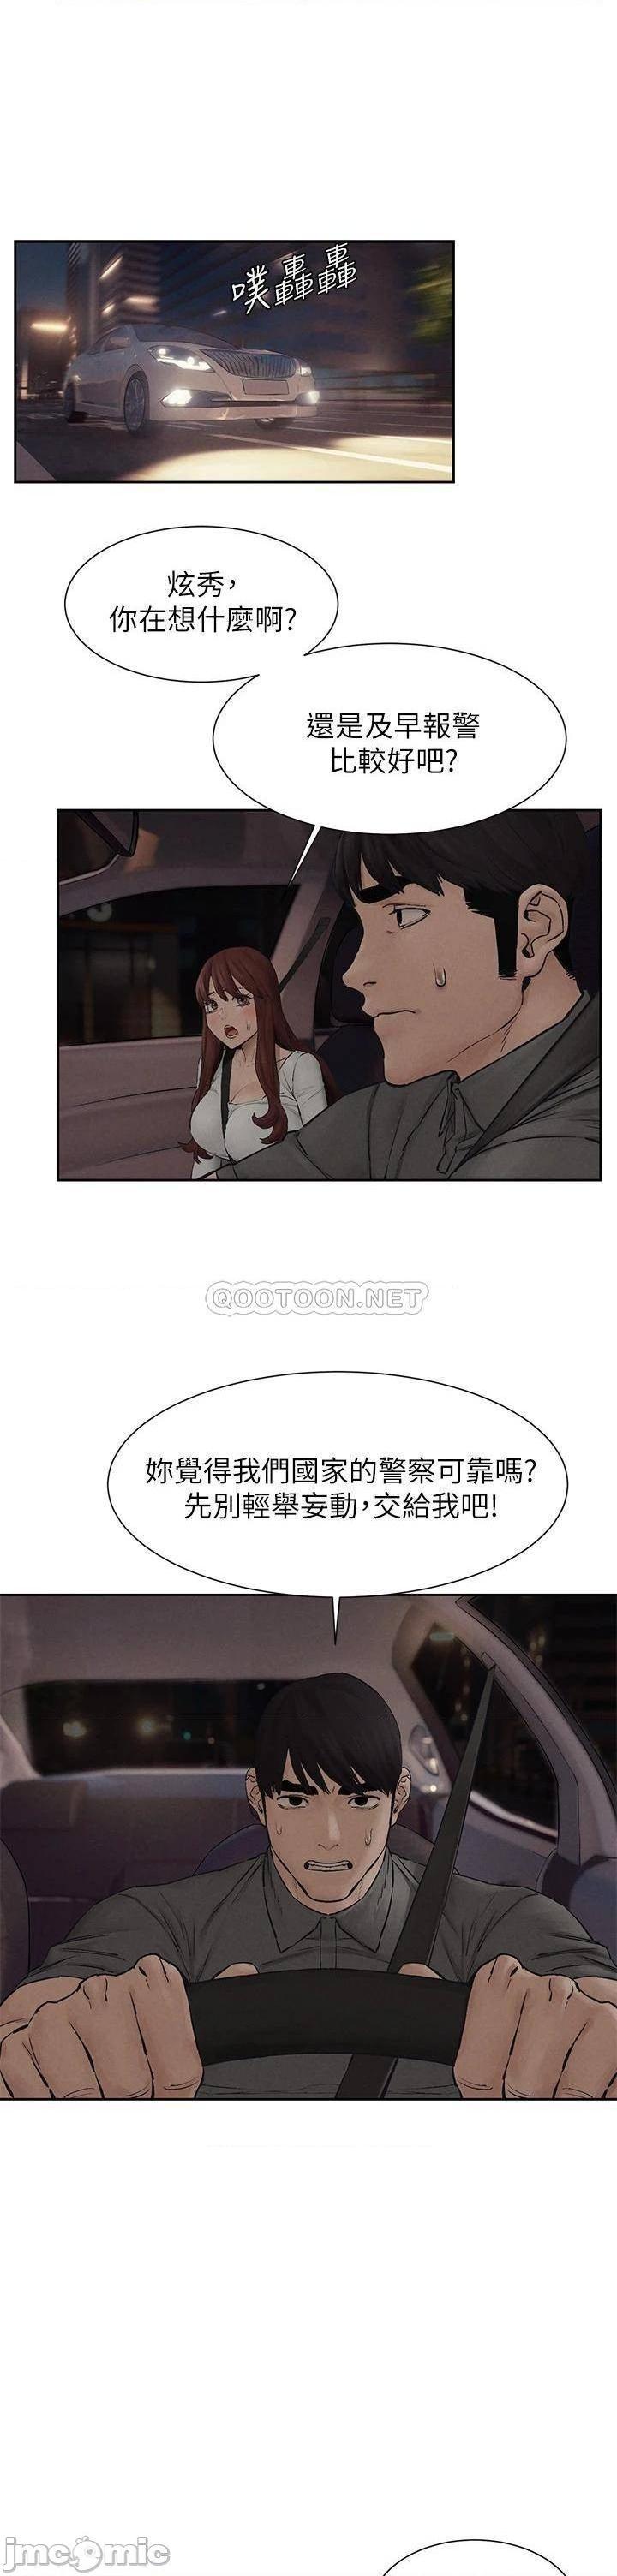 噗轟轟
炫秀,
你在想什麼啊?
還是及早報警
比較好吧?
QOOTOON.NET
妳覺得我們國家的警察可靠嗎?
先別輕舉妄動,交給我吧!
jmcomic